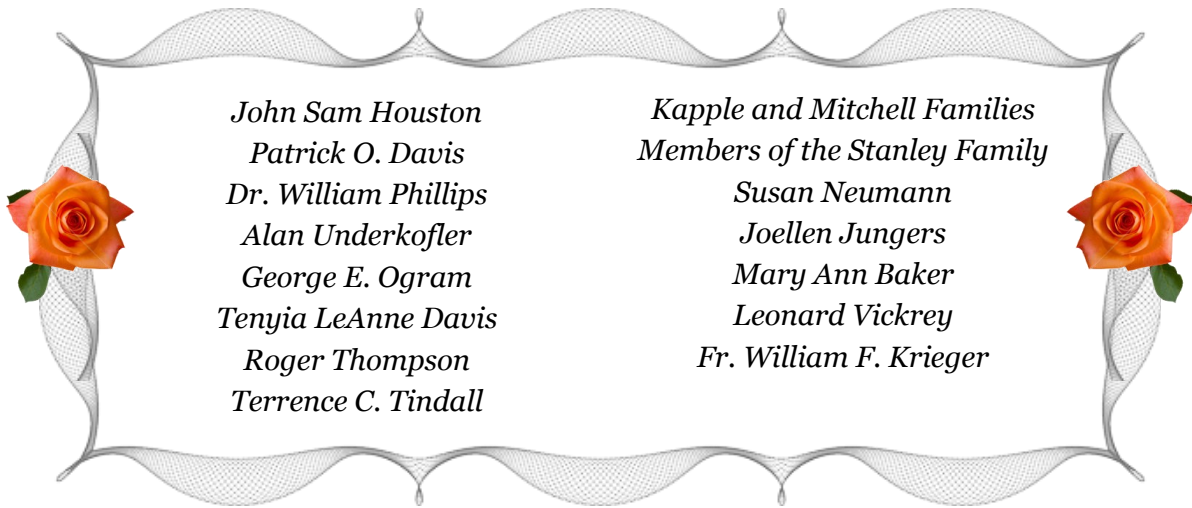 John Sam Houston
Patrick O. Davis
Dr. William Phillips
Alan Underkofler
George E. Ogram
Tenyia LeAnne Davis
Roger Thompson
Terrence C. Tindall
Kapple and Mitchell Families
Members of the Stanley Family
Susan Neumann
Joellen Jungers
Mary Ann Baker
Leonard Vickrey
Fr. William F. Krieger